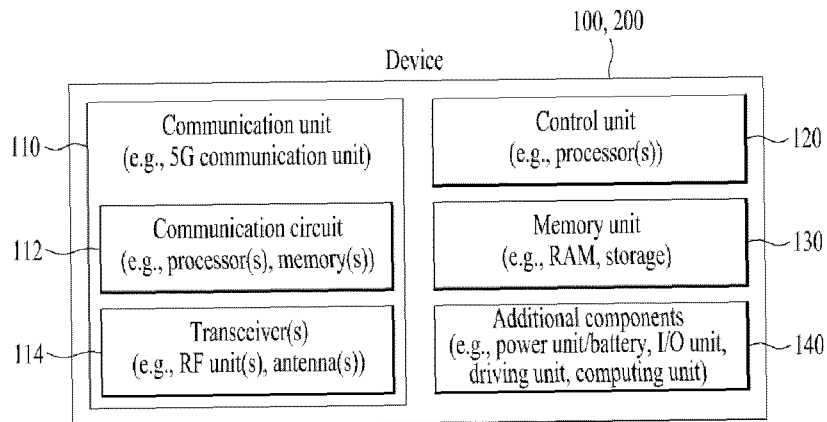 100, 200
Device
110
Communication unit
(e.g., 5G communication unit)
112
Communication circuit
(e.g., processor(s), memory(s))
114
Transceiver(s)
(e.g., RF unit(s), antenna(s))
Control unit
(e.g., processor(s))
120
Memory unit
(e.g., RAM, storage)
130
Additional components
(e.g., power unit/battery, I/O unit,
driving unit, computing unit)
140